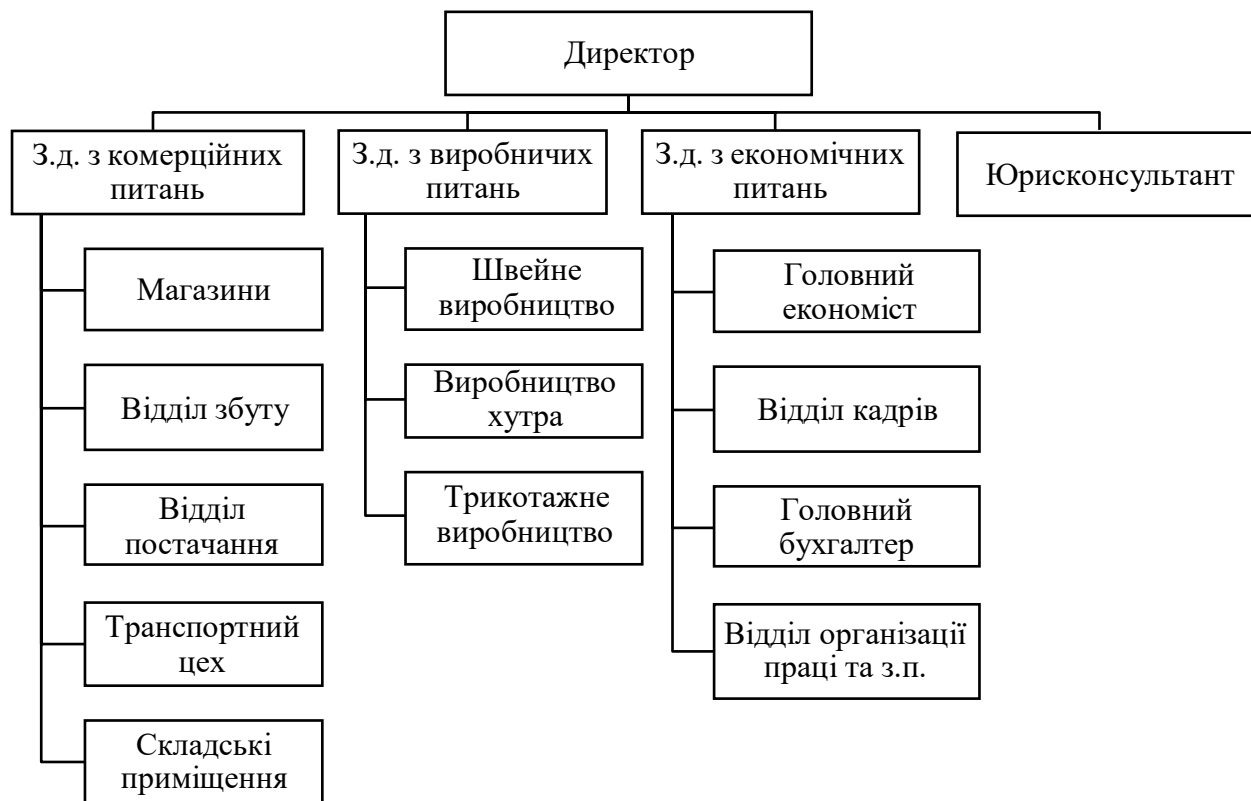 Директор
З.д. з комерційних
питань
З.д. з виробничих
питань
З.д. з економічних
питань
Юрисконсультант
Магазини
Відділ збуту
Відділ
постачання
Транспортний
цех
Складські
приміщення
Швейне
виробництво
Виробництво
хутра
Трикотажне
виробництво
Головний
економіст
Відділ кадрів
Головний
бухгалтер
Відділ організації
праці та з.п.